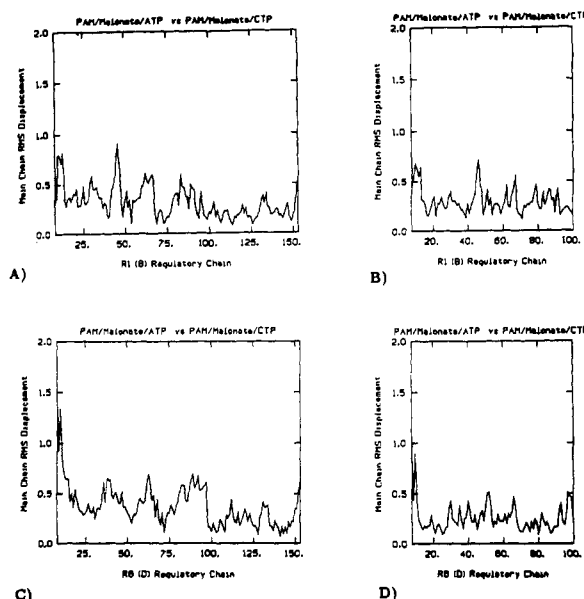 PAM/Malonate/ATP vs PAM/Malonate/CTP
Main Chain RMS Displacement
2.0
1.5
1.0
0.5
0.0
25. 50. 75. 100. 125. 150.
R1 (B) Regulatory Chain
A)
PAM/Malonate/ATP vs PAM/Malonate/CTP
Main Chain RMS Displacement
2.0
1.5
1.0
0.5
0.0
20. 40. 60. 80. 100.
R1 (B) Regulatory Chain
B)
PAM/Malonate/ATP vs PAM/Malonate/CTP
Main Chain RMS Displacement
2.0
1.5
1.0
0.5
0.0
25. 50. 75. 100. 125. 150.
R6 (D) Regulatory Chain
C)
PAM/Malonate/ATP vs PAM/Malonate/CTP
Main Chain RMS Displacement
2.0
1.5
1.0
0.5
0.0
20. 40. 60. 80. 100.
R6 (D) Regulatory Chain
D)